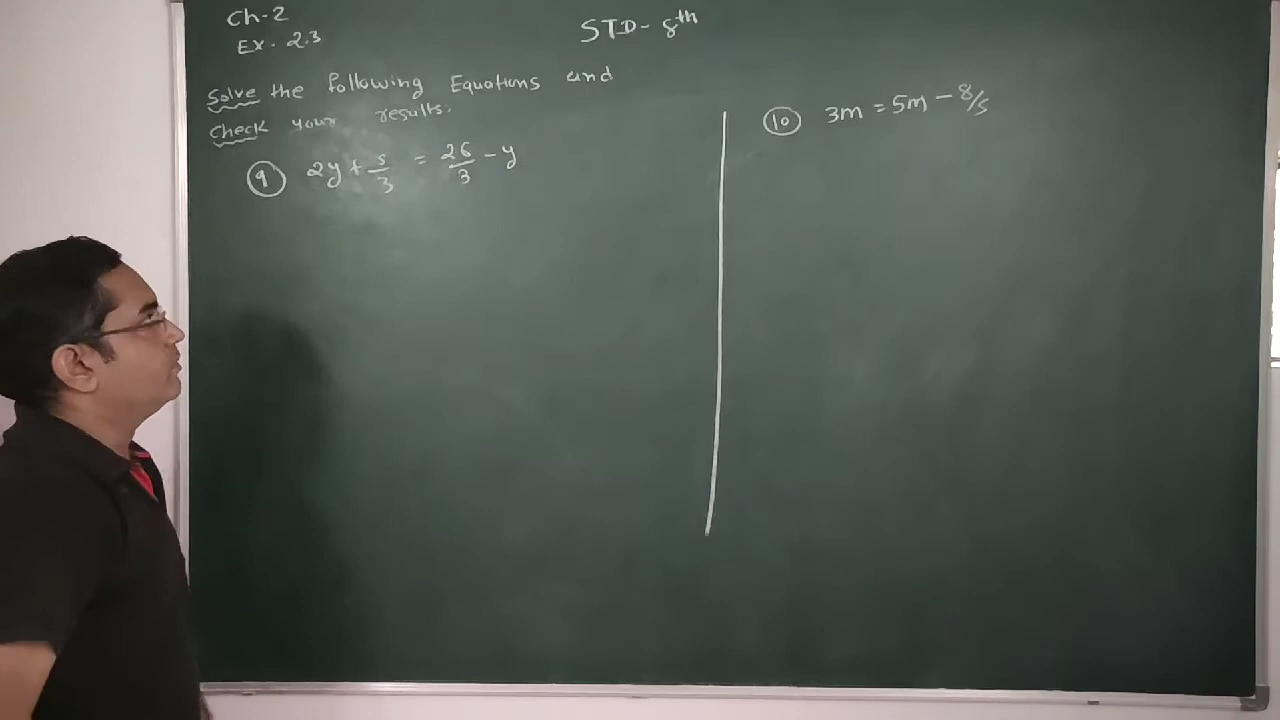 Ch-2
Ex. 2.3
STD- 8th
Solve the following Equations and
Check your results.
9 2y + 5/3 = 26/3 - y
10 3m = 5m - 8/5